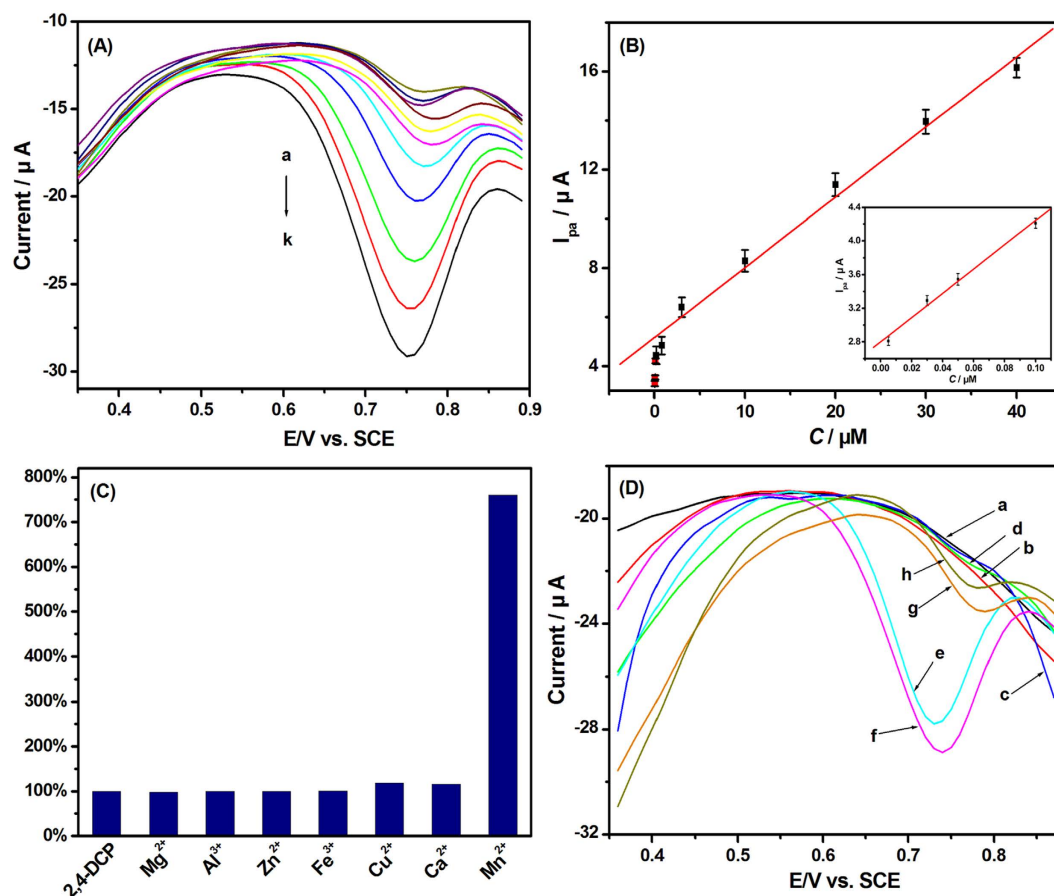 (A)
-10
-15
-20
-25
-30
Current / µ A
a
k
0.4 0.5 0.6 0.7 0.8 0.9
E/V vs. SCE
(B)
16
12
8
4
I_pa / µ A
0 10 20 30 40
C / µM
4.4
4.0
3.6
3.2
2.8
I_pa / µ A
0.00 0.02 0.04 0.06 0.08 0.10
C / µM
(C)
800%
700%
600%
500%
400%
300%
200%
100%
0%
2,4-DCP Mg²⁺ Al³⁺ Zn²⁺ Fe³⁺ Cu²⁺ Ca²⁺ Mn²⁺
(D)
-20
-24
-28
-32
Current / µ A
a
d
b
h
g
e
c
f
0.4 0.5 0.6 0.7 0.8
E/V vs. SCE